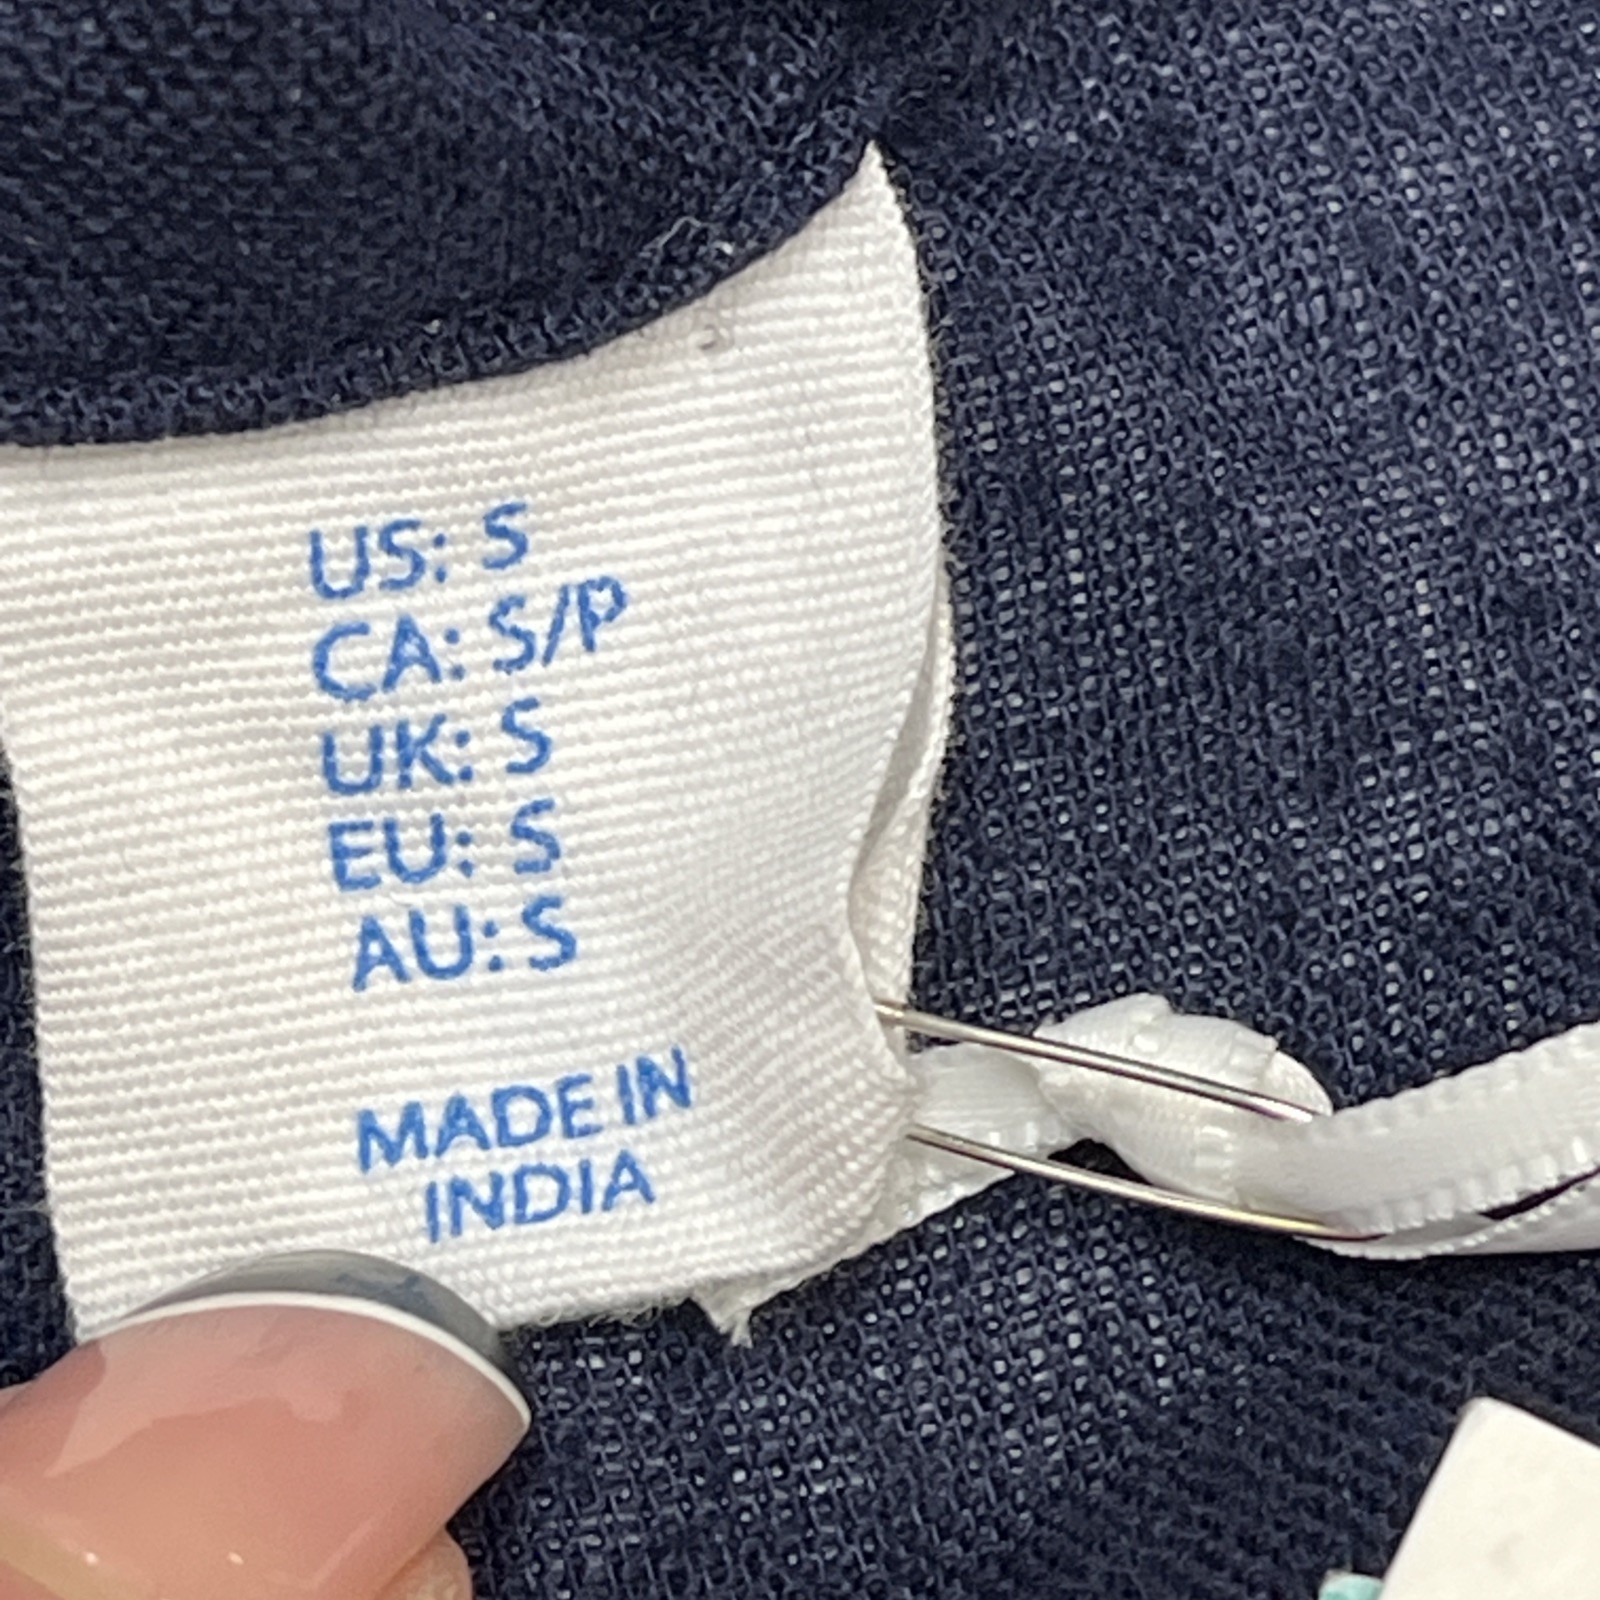 US: S
CA: S/P
UK: S
EU: S
AU: S
MADE IN
INDIA